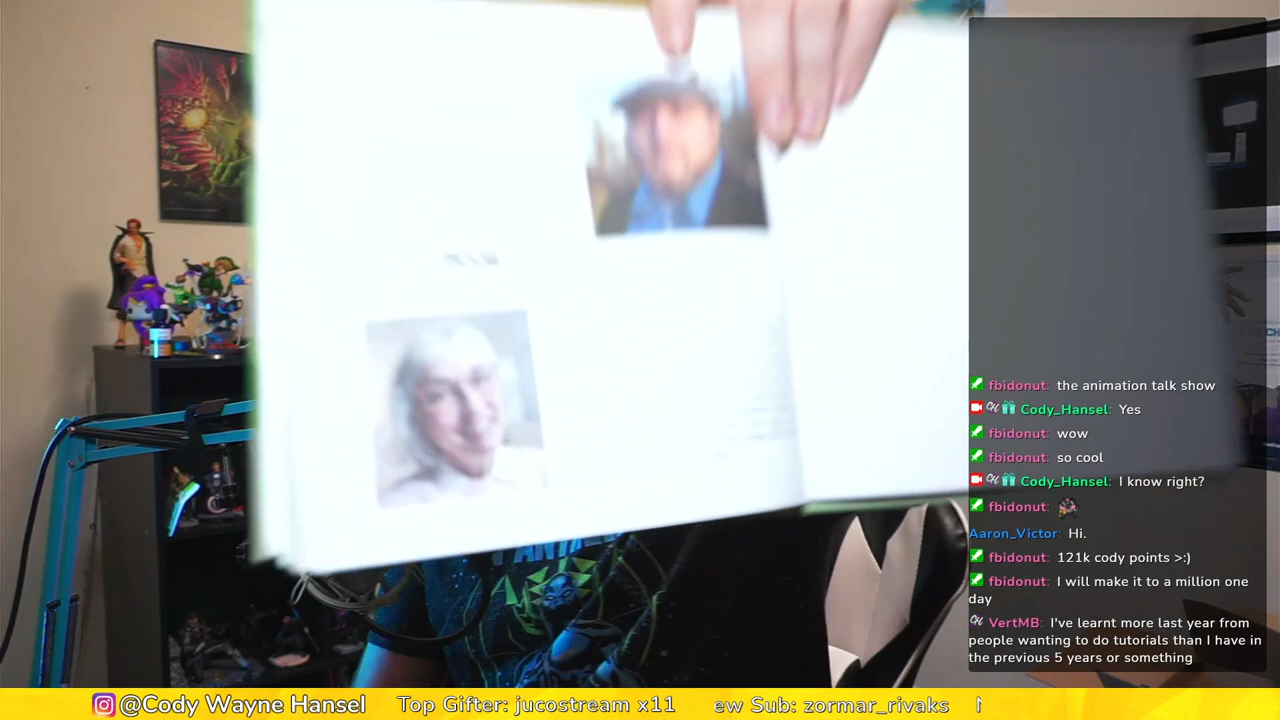 fbidonut: the animation talk show
Cody_Hansel: Yes
fbidonut: wow
fbidonut: so cool
Cody_Hansel: I know right?
fbidonut:
Aaron_Victor: Hi.
fbidonut: 121k cody points >:)
fbidonut: I will make it to a million one
day
VertMB: I've learnt more last year from
people wanting to do tutorials than I have in
the previous 5 years or something
@Cody Wayne Hansel
Top Gifter: jucostream x11
ew Sub: zormar_rivaks